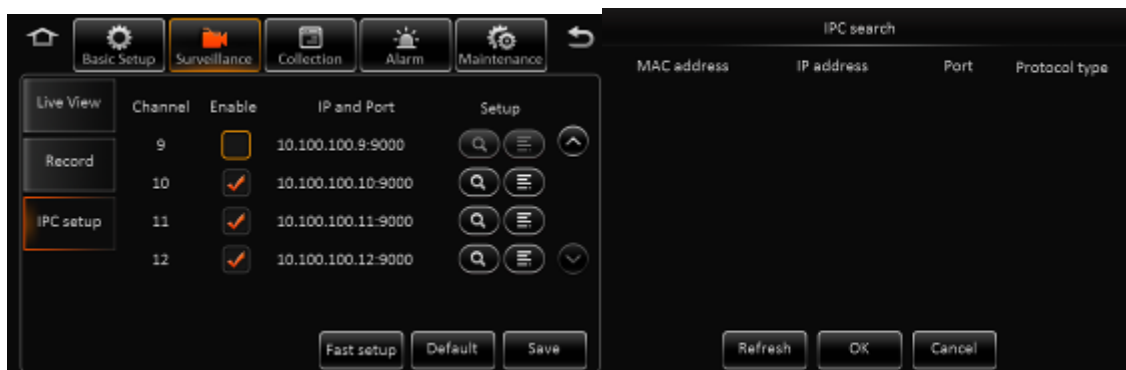 Basic Setup Surveillance Collection Alarm Maintenance
Live View
Record
IPC setup
Channel Enable IP and Port Setup
9 10.100.100.9:9000
10 10.100.100.10:9000
11 10.100.100.11:9000
12 10.100.100.12:9000
Fast setup Default Save
IPC search
MAC address IP address Port Protocal type
Refresh OK Cancel